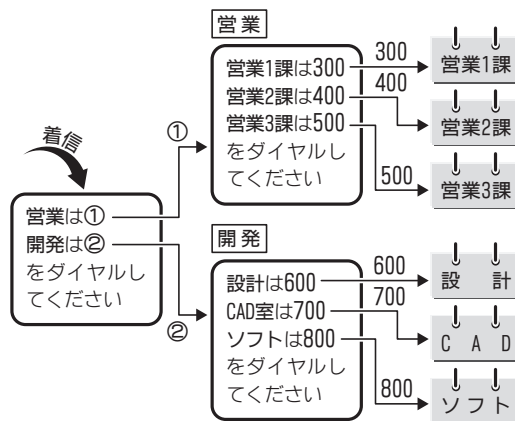 着信
営業は①
開発は②
をダイヤルし
てください
①
②
営業
営業1課は300
営業2課は400
営業3課は500
をダイヤルし
てください
300
400
500
営業1課
営業2課
営業3課
開発
設計は600
CAD室は700
ソフトは800
をダイヤルし
てください
600
700
800
設 計
C A D
ソフト